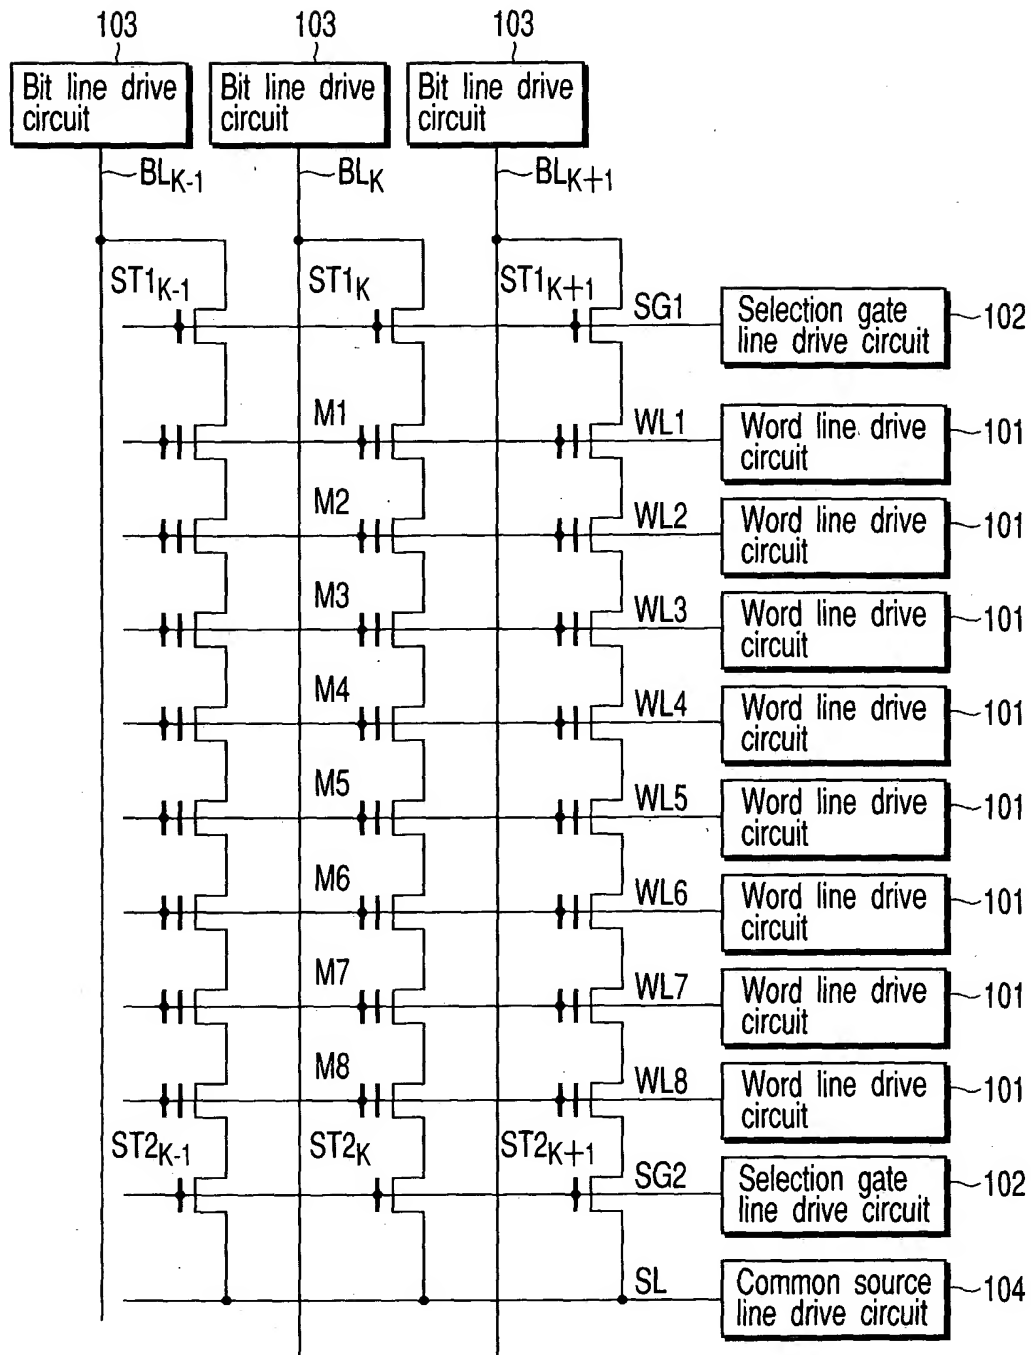 103 103 103
Bit line drive circuit
Bit line drive circuit
Bit line drive circuit
BLK-1 BLK BLK+1
ST1K-1 ST1K ST1K+1
SG1
Selection gate line drive circuit
102
M1 WL1
Word line drive circuit
101
M2 WL2
Word line drive circuit
101
M3 WL3
Word line drive circuit
101
M4 WL4
Word line drive circuit
101
M5 WL5
Word line drive circuit
101
M6 WL6
Word line drive circuit
101
M7 WL7
Word line drive circuit
101
M8 WL8
Word line drive circuit
101
ST2K-1 ST2K ST2K+1
SG2
Selection gate line drive circuit
102
SL
Common source line drive circuit
104